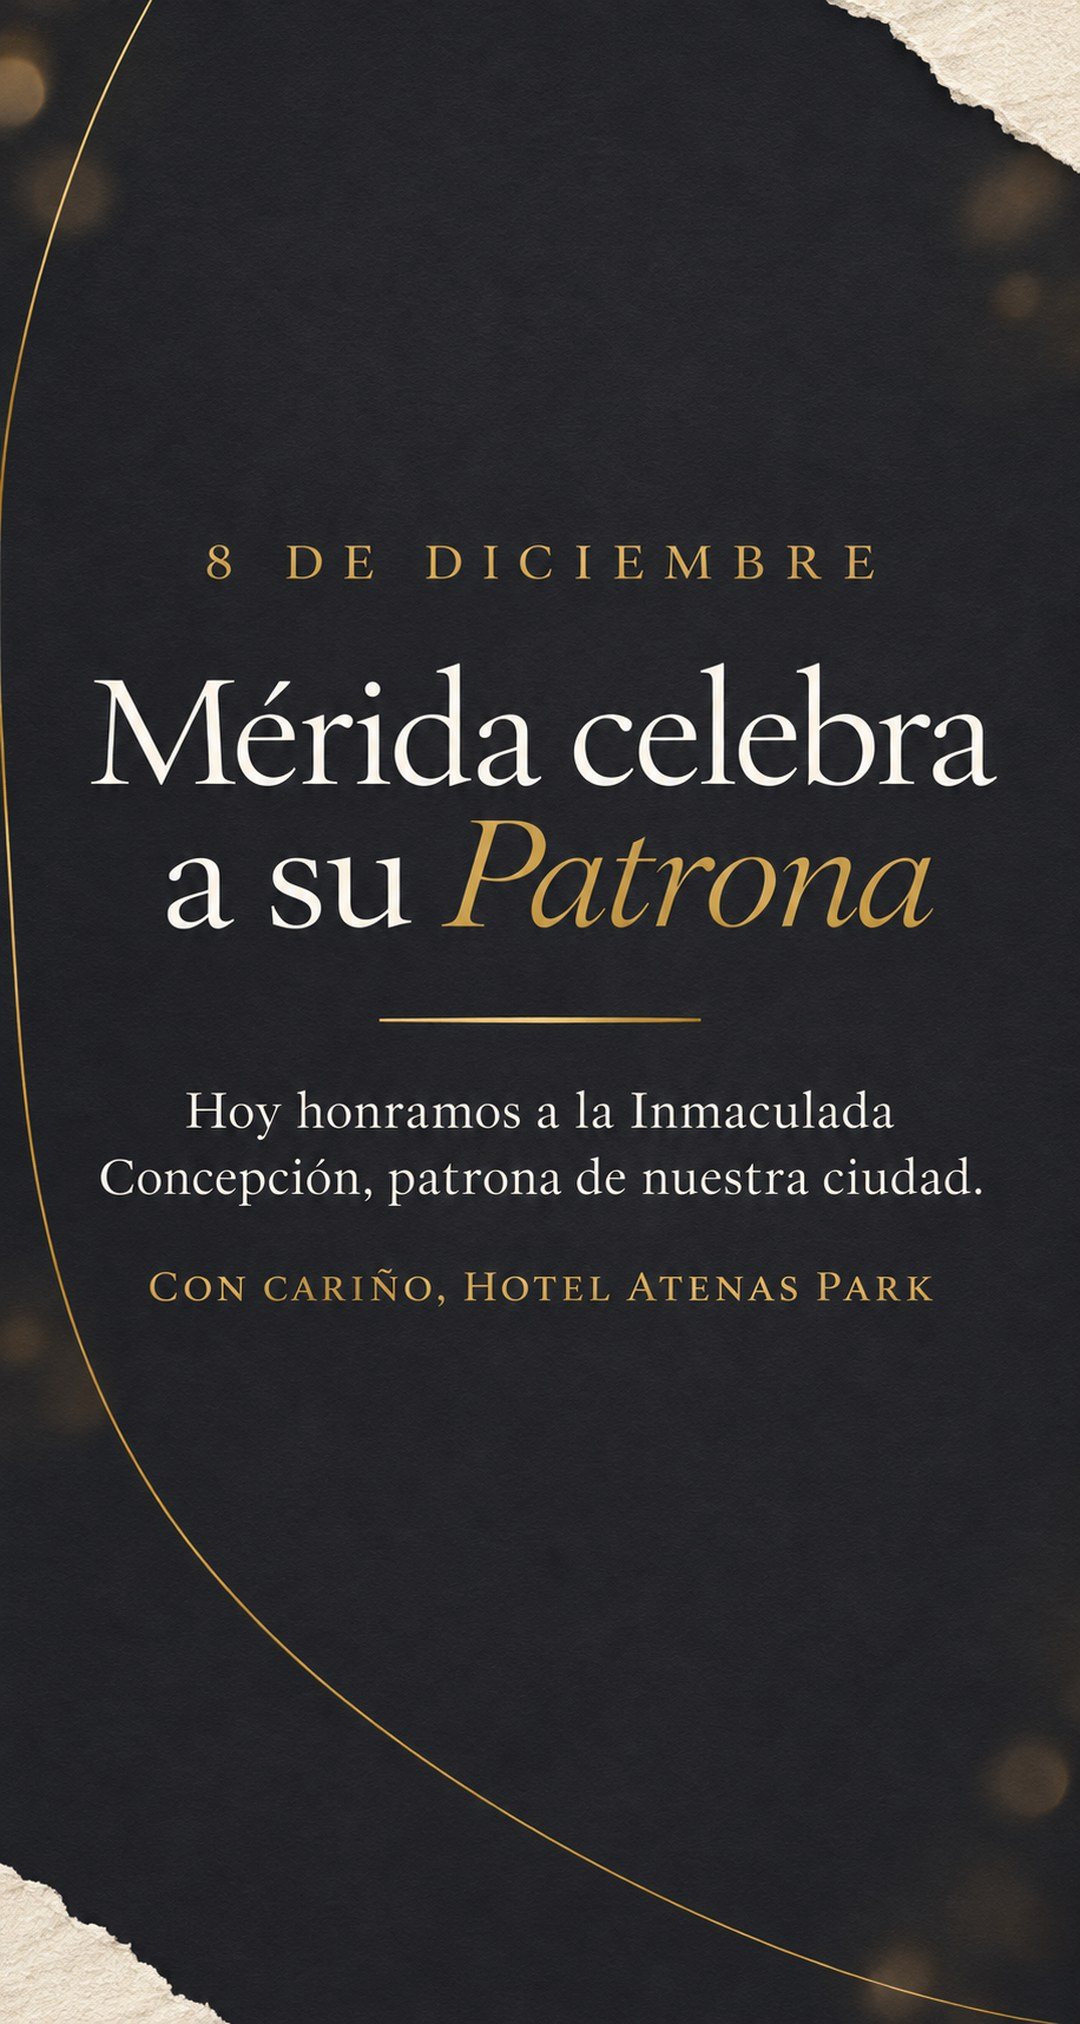 8 DE DICIEMBRE
Mérida celebra
a su Patrona
Hoy honramos a la Inmaculada
Concepción, patrona de nuestra ciudad.
Con cariño, Hotel Atenas Park